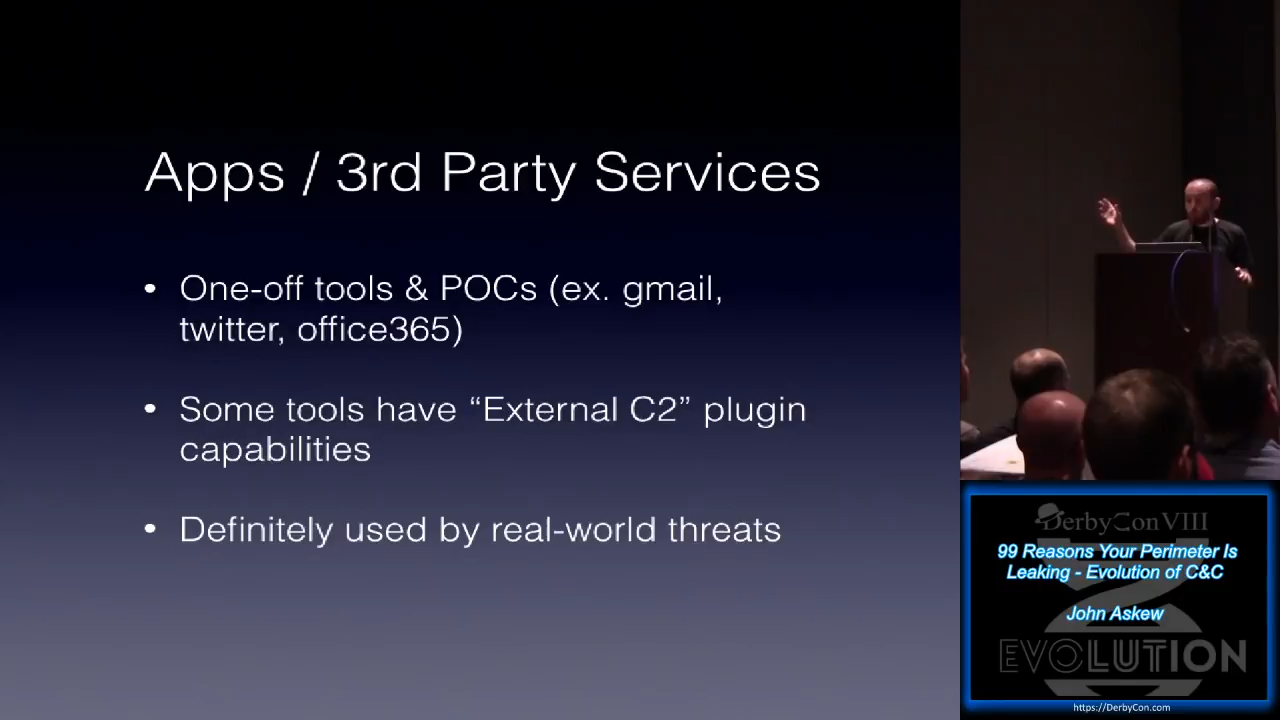 Apps / 3rd Party Services
• One-off tools & POCs (ex. gmail,
twitter, office365)
• Some tools have “External C2” plugin
capabilities
• Definitely used by real-world threats
DerbyCon VIII
99 Reasons Your Perimeter Is
Leaking - Evolution of C&C
John Askew
EVOLUTION
https://DerbyCon.com